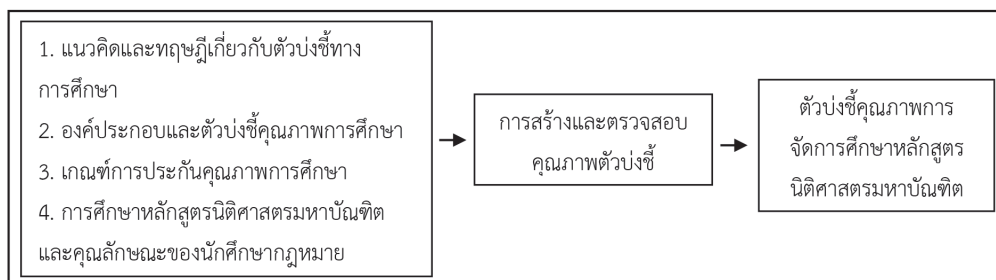 1. แนวคิดและทฤษฎีเกี่ยวกับตัวบ่งชี้ทาง
การศึกษา
2. องค์ประกอบและตัวบ่งชี้คุณภาพการศึกษา
3. เกณฑ์การประกันคุณภาพการศึกษา
4. การศึกษาหลักสูตรนิติศาสตรมหาบัณฑิต
และคุณลักษณะของนักศึกษากฎหมาย
การสร้างและตรวจสอบ
คุณภาพตัวบ่งชี้
ตัวบ่งชี้คุณภาพการ
จัดการศึกษาหลักสูตร
นิติศาสตรมหาบัณฑิต